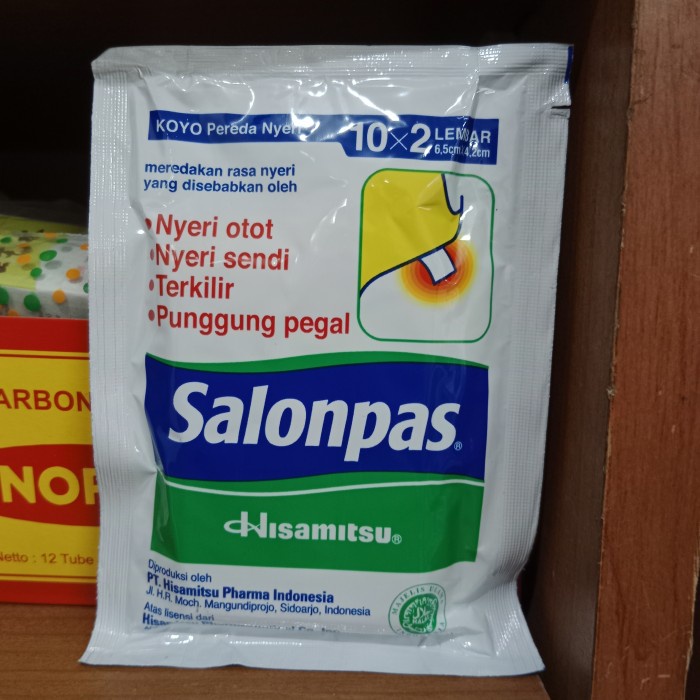 KOYO Pereda Nyeri
10x2 LEMBAR
6,5cm 4,2cm
meredakan rasa nyeri
yang disebabkan oleh
•Nyeri otot
•Nyeri sendi
•Terkilir
•Punggung pegal
Salonpas®
Hisamitsu®
Diproduksi oleh
PT. Hisamitsu Pharma Indonesia
Jl. H.R. Moch. Mangundiprojo, Sidoarjo, Indonesia
Atas lisensi dari
MAJELIS
ARBON
NOR
Netto : 12 Tube